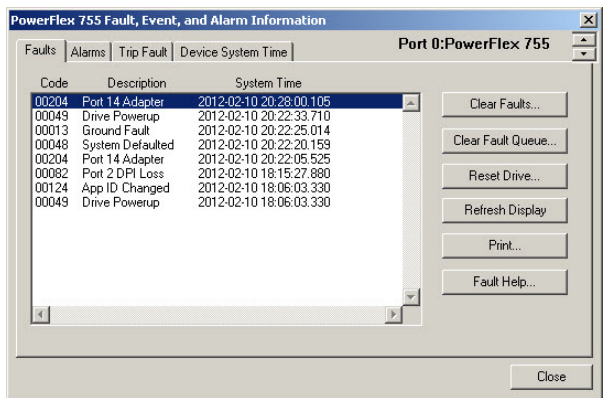 PowerFlex 755 Fault, Event, and Alarm Information
Faults Alarms Trip Fault Device System Time Port 0:PowerFlex 755
Code Description System Time
00204 Port 14 Adapter 2012-02-10 20:28:00.105
00049 Drive Powerup 2012-02-10 20:22:33.710
00013 Ground Fault 2012-02-10 20:22:25.014
00048 System Defaulted 2012-02-10 20:22:20.159
00204 Port 14 Adapter 2012-02-10 20:22:05.525
00082 Port 2 DPI Loss 2012-02-10 18:15:27.880
00124 App ID Changed 2012-02-10 18:06:03.330
00049 Drive Powerup 2012-02-10 18:06:03.330
Clear Faults...
Clear Fault Queue...
Reset Drive...
Refresh Display
Print...
Fault Help...
Close